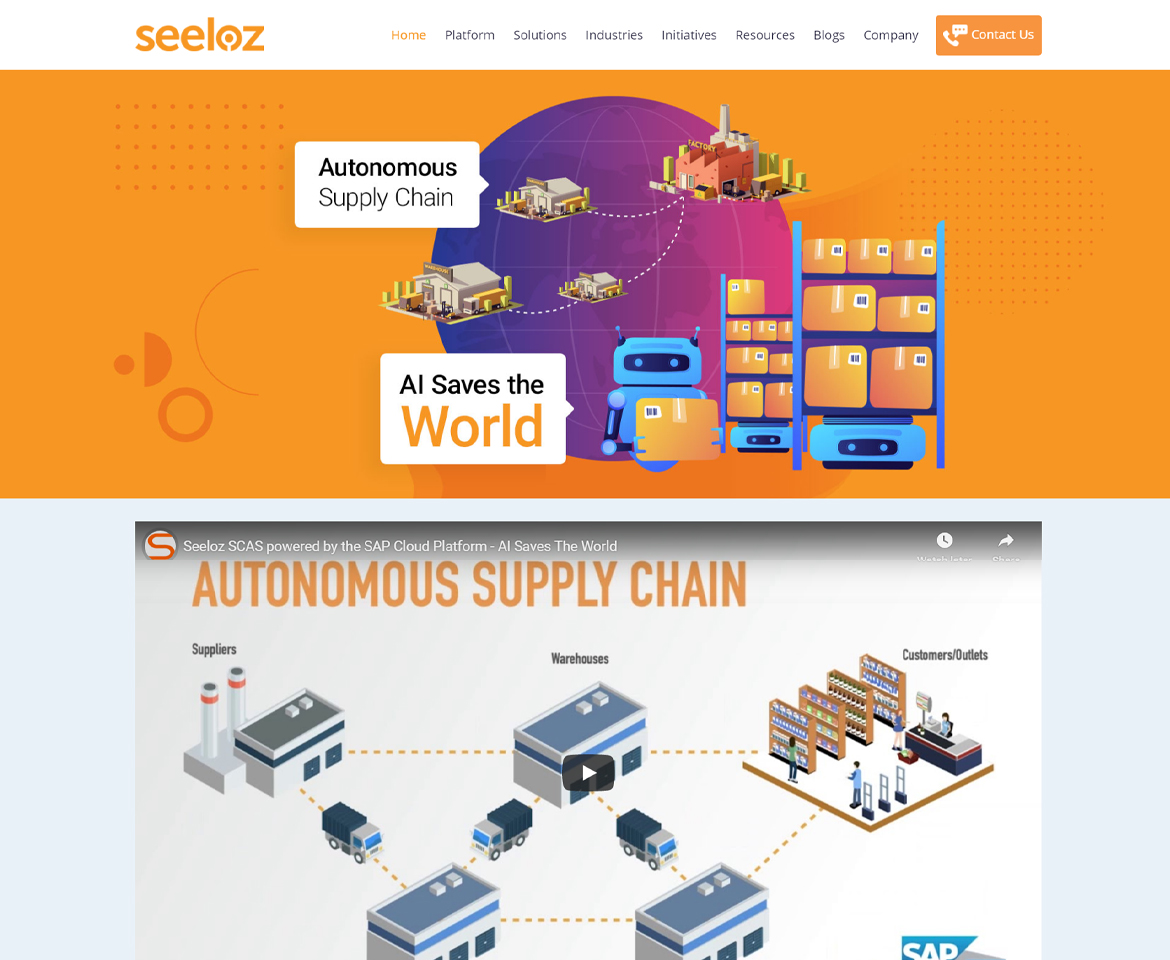 seeloz
Home Platform Solutions Industries Initiatives Resources Blogs Company Contact Us
FACTORY
Autonomous
Supply Chain
WAREHOUSE
AI Saves the
World
Seeloz SCAS powered by the SAP Cloud Platform - AI Saves The World
Watch later Share
AUTONOMOUS SUPPLY CHAIN
Suppliers
Warehouses
Customers/Outlets
SAP